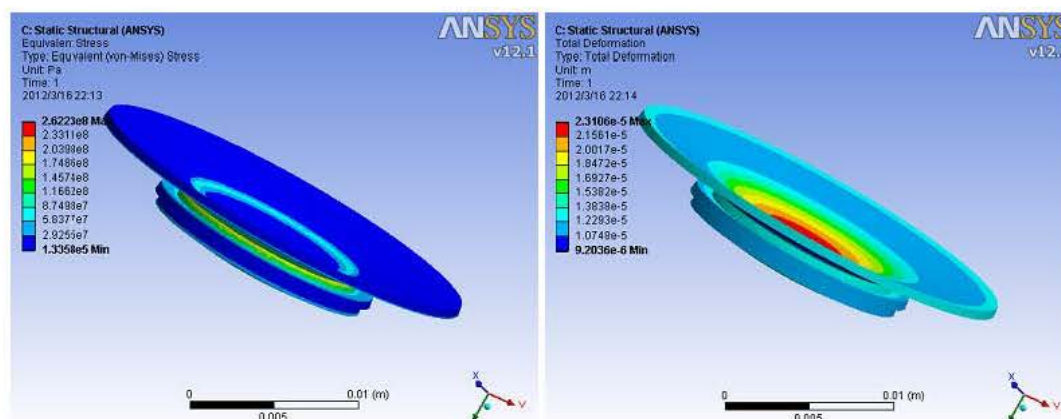 C: Static Structural (ANSYS)
Equivalent Stress
Type: Equivalent (von-Mises) Stress
Unit: Pa
Time: 1
2012/3/16 22:13
2.6223e8 Max
2.3311e8
2.0398e8
1.7486e8
1.4574e8
1.1662e8
8.7498e7
5.8377e7
2.9255e7
1.3358e5 Min
ANSYS
v12.1
0
0.01 (m)
0.005
X
Y
C: Static Structural (ANSYS)
Total Deformation
Type: Total Deformation
Unit: m
Time: 1
2012/3/16 22:14
2.3106e-5 Max
2.1561e-5
2.0017e-5
1.8472e-5
1.6927e-5
1.5382e-5
1.3838e-5
1.2293e-5
1.0748e-5
9.2036e-6 Min
ANSYS
v12.1
0
0.01 (m)
0.005
X
Y